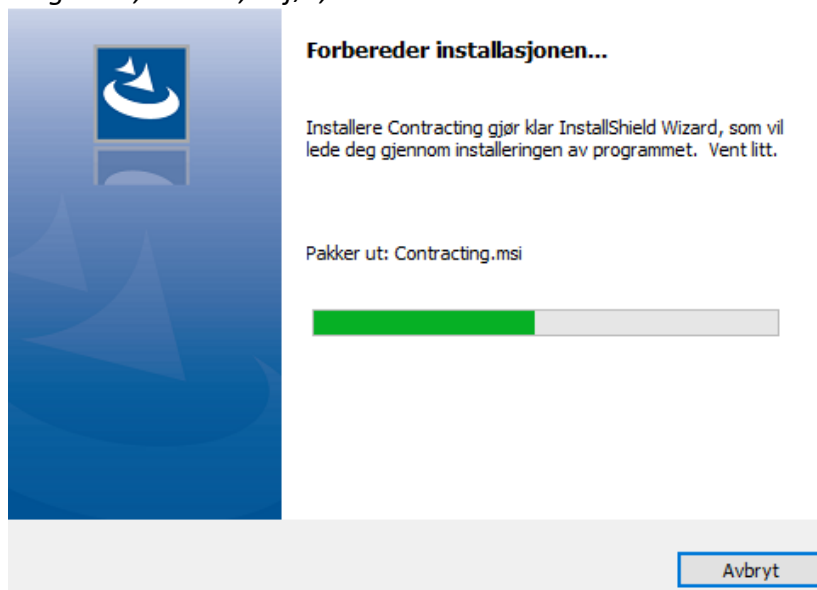 Forbereder installasjonen...
Installere Contracting gjør klar InstallShield Wizard, som vil
lede deg gjennom installeringen av programmet. Vent litt.
Pakker ut: Contracting.msi
Avbryt